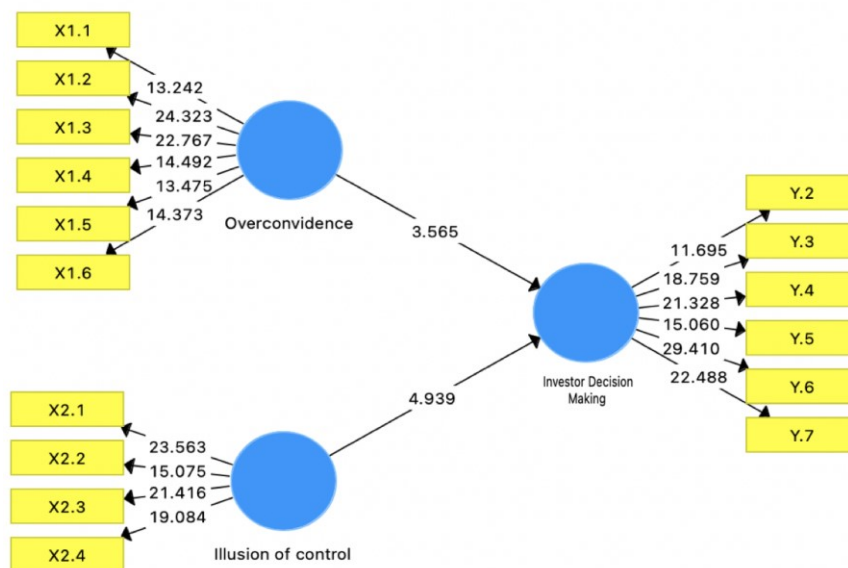 X1.1
X1.2
X1.3
X1.4
X1.5
X1.6
13.242
24.323
22.767
14.492
13.475
14.373
Overconvidence
3.565
X2.1
X2.2
X2.3
X2.4
23.563
15.075
21.416
19.084
Illusion of control
4.939
Investor Decision
Making
11.695
18.759
21.328
15.060
29.410
22.488
Y.2
Y.3
Y.4
Y.5
Y.6
Y.7